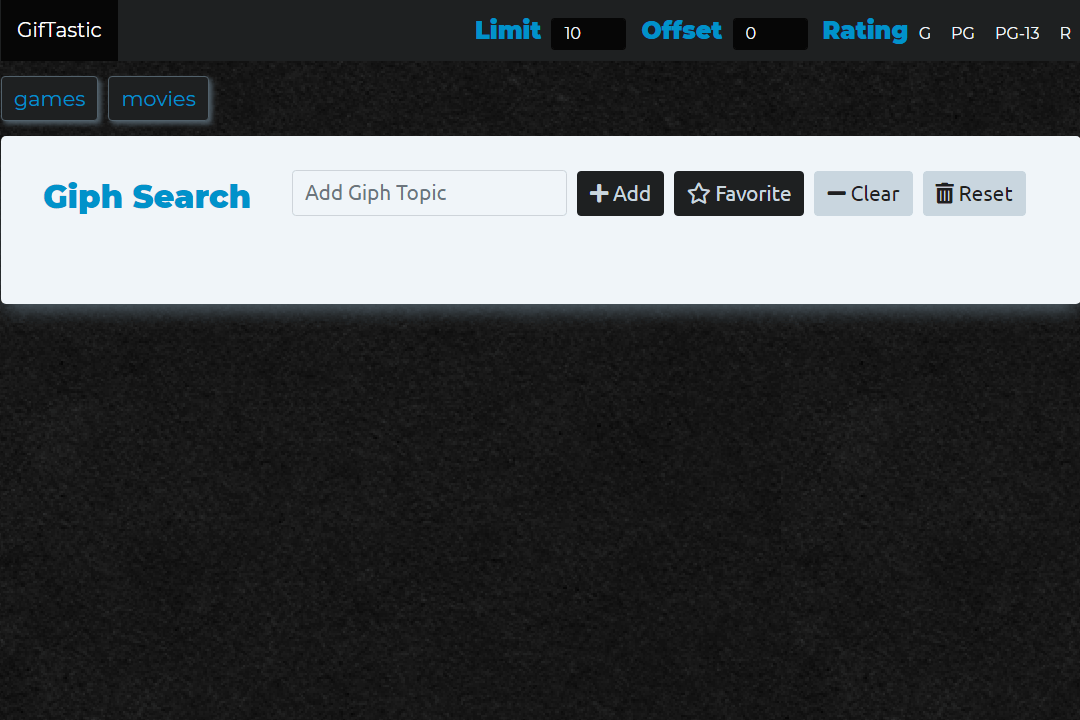 GifTastic Limit 10 Offset 0 Rating G PG PG-13 R
games movies
Giph Search Add Giph Topic Add Favorite Clear Reset